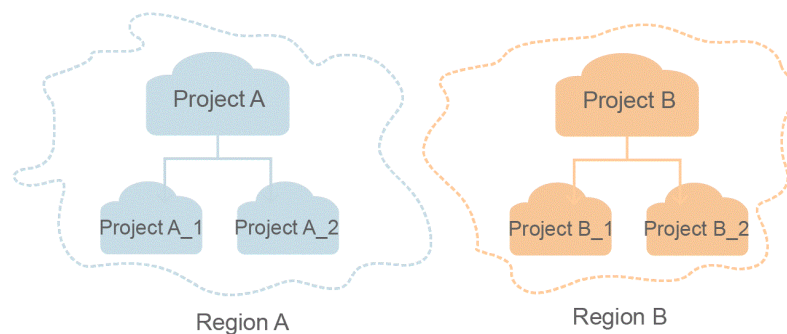 Project A
Project B
Project A_1
Project A_2
Project B_1
Project B_2
Region A
Region B